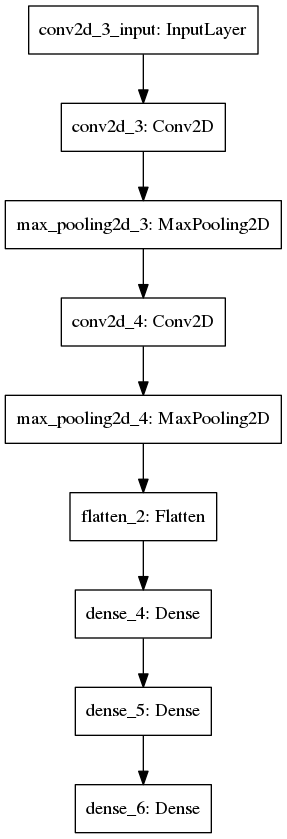 conv2d_3_input: InputLayer
conv2d_3: Conv2D
max_pooling2d_3: MaxPooling2D
conv2d_4: Conv2D
max_pooling2d_4: MaxPooling2D
flatten_2: Flatten
dense_4: Dense
dense_5: Dense
dense_6: Dense